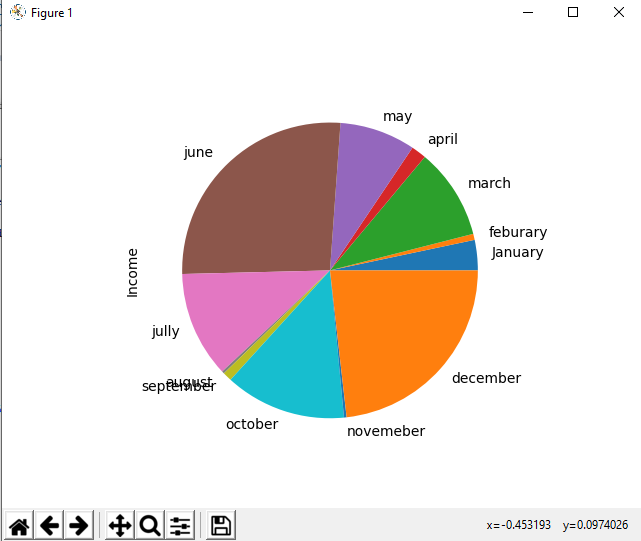 Figure 1
may
april
june
march
feburary
January
Income
jully
august
september
december
october
novemeber
x=-0.453193 y=0.0974026